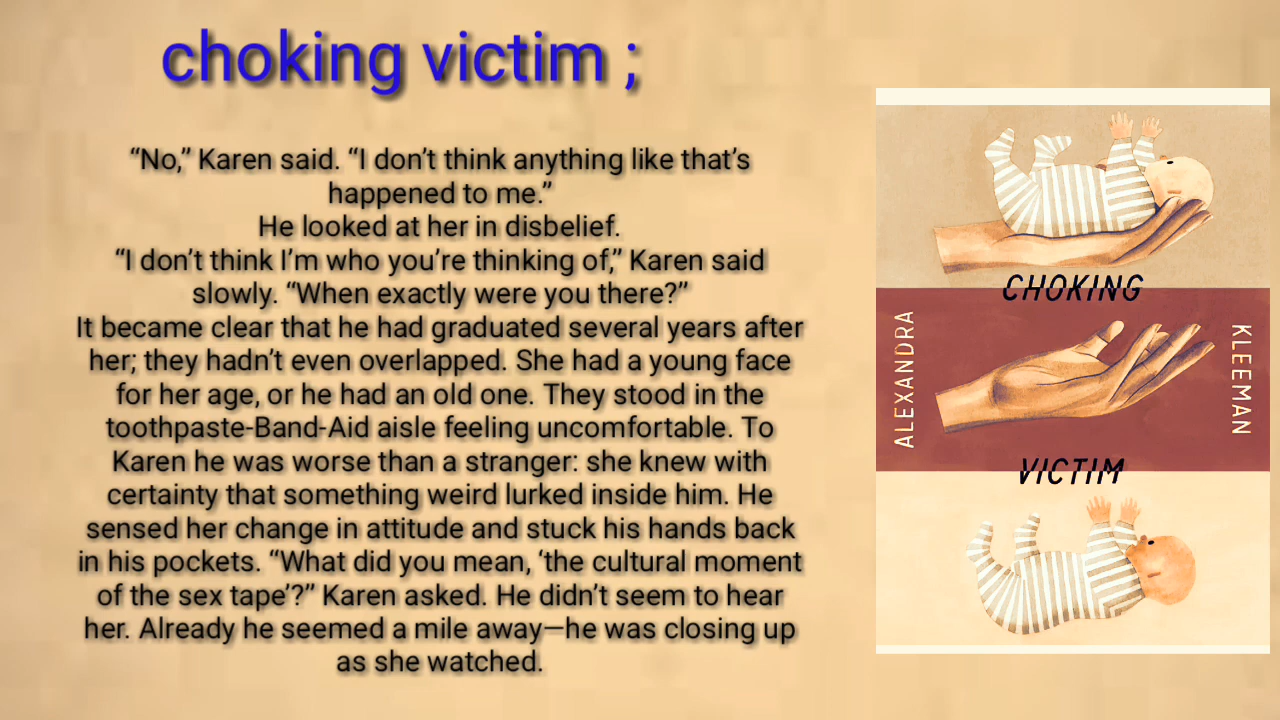 choking victim ;
“No,” Karen said. “I don’t think anything like that’s
happened to me.”
He looked at her in disbelief.
“I don’t think I’m who you’re thinking of,” Karen said
slowly. “When exactly were you there?”
It became clear that he had graduated several years after
her; they hadn’t even overlapped. She had a young face
for her age, or he had an old one. They stood in the
toothpaste-Band-Aid aisle feeling uncomfortable. To
Karen he was worse than a stranger: she knew with
certainty that something weird lurked inside him. He
sensed her change in attitude and stuck his hands back
in his pockets. “What did you mean, ‘the cultural moment
of the sex tape’?” Karen asked. He didn’t seem to hear
her. Already he seemed a mile away—he was closing up
as she watched.
CHOKING
ALEXANDRA
KLEEMAN
VICTIM